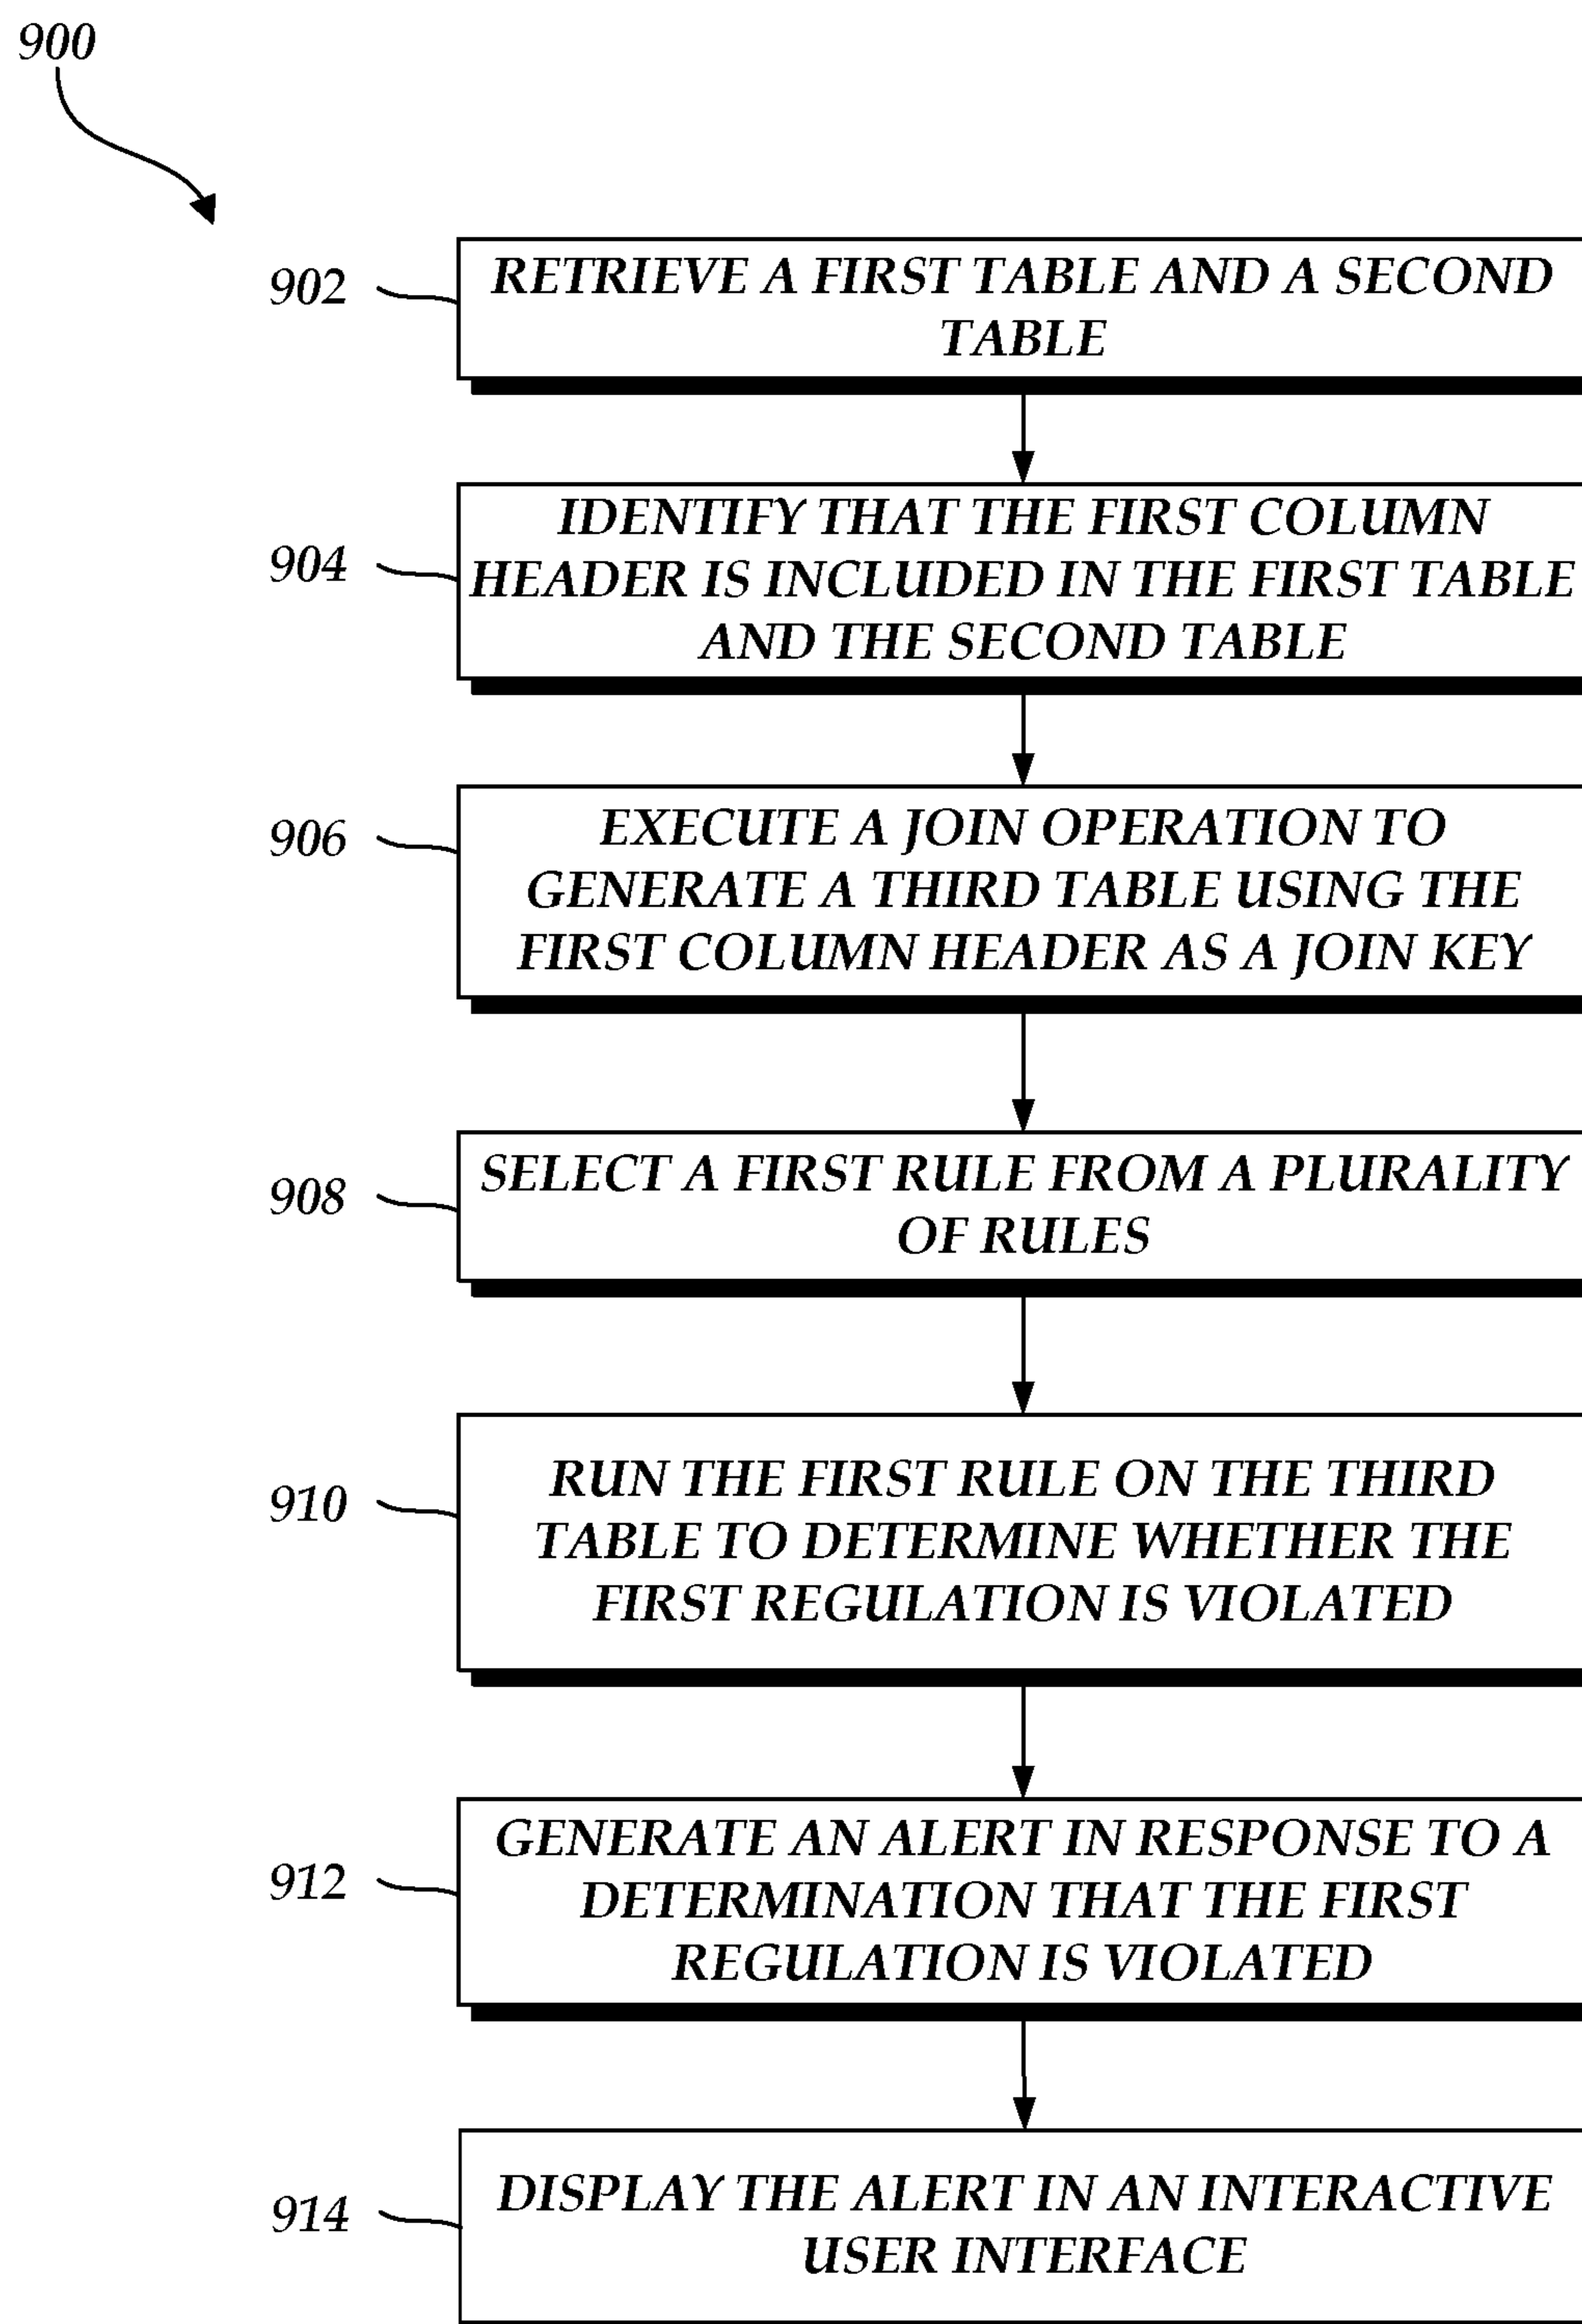 900
902
RETRIEVE A FIRST TABLE AND A SECOND
TABLE
904
IDENTIFY THAT THE FIRST COLUMN
HEADER IS INCLUDED IN THE FIRST TABLE
AND THE SECOND TABLE
906
EXECUTE A JOIN OPERATION TO
GENERATE A THIRD TABLE USING THE
FIRST COLUMN HEADER AS A JOIN KEY
908
SELECT A FIRST RULE FROM A PLURALITY
OF RULES
910
RUN THE FIRST RULE ON THE THIRD
TABLE TO DETERMINE WHETHER THE
FIRST REGULATION IS VIOLATED
912
GENERATE AN ALERT IN RESPONSE TO A
DETERMINATION THAT THE FIRST
REGULATION IS VIOLATED
914
DISPLAY THE ALERT IN AN INTERACTIVE
USER INTERFACE